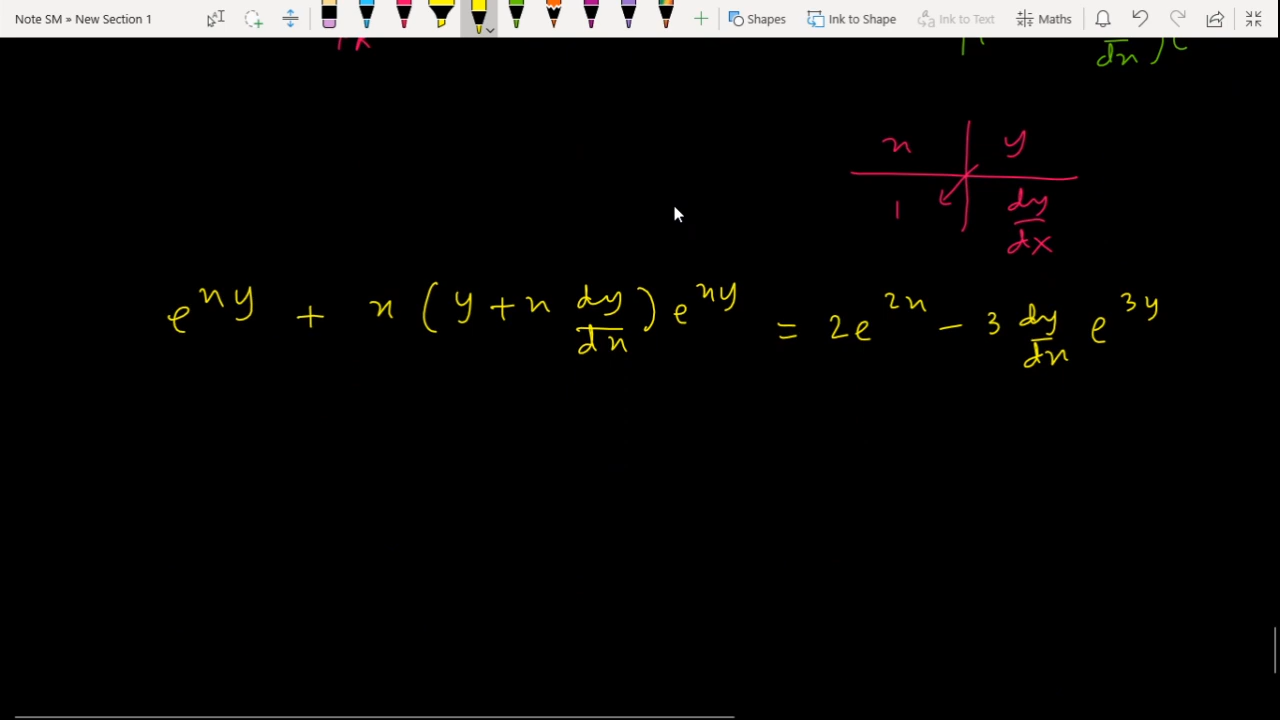 Note SM » New Section 1
Shapes
Ink to Shape
Ink to Text
Maths
dx
x
y
1
dy/dx
e^{xy} + x (y + x dy/dx) e^{xy} = 2e^{2x} - 3 dy/dx e^{3y}